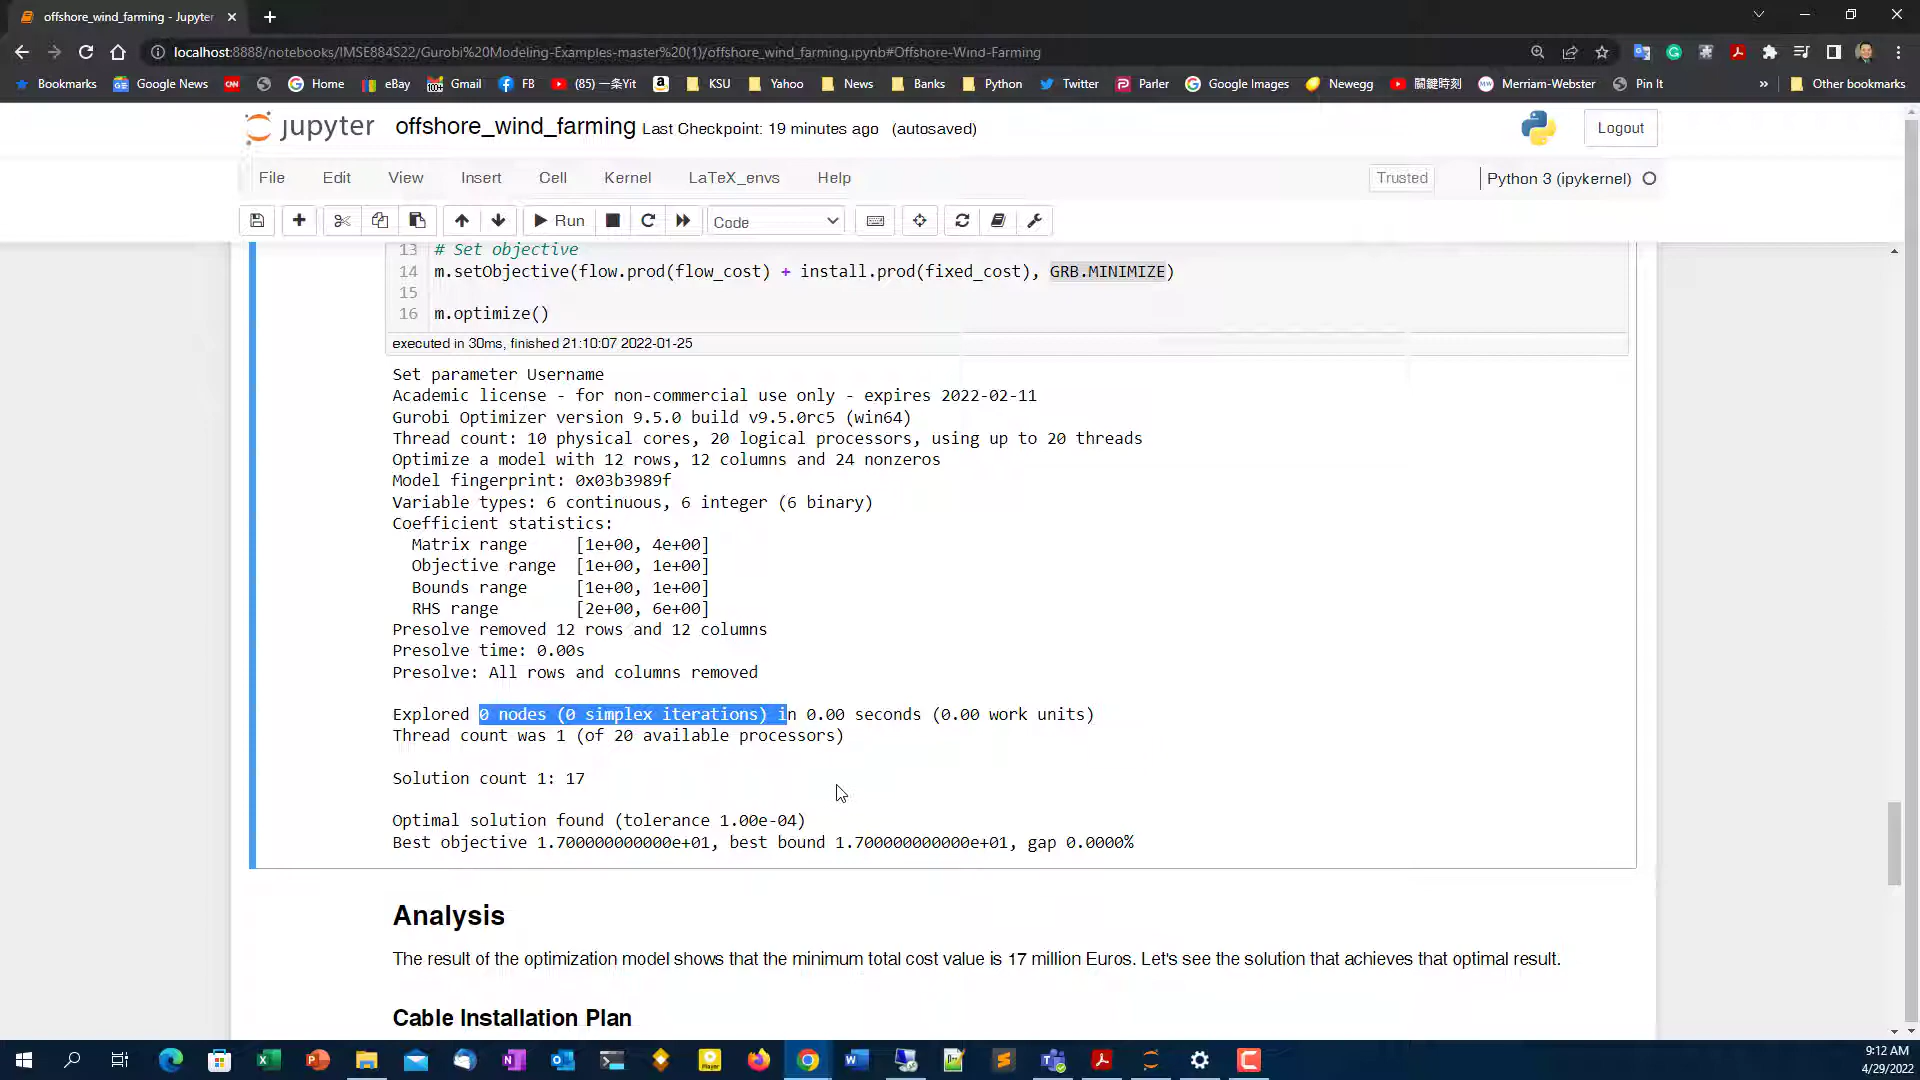 offshore_wind_farming - Jupyter
localhost:8888/notebooks/IMSE884S22/Gurobi%20Modeling-Examples-master%20(1)/offshore_wind_farming.ipynb#Offshore-Wind-Farming
Bookmarks Google News Home eBay Gmail FB (85) 一条Yit KSU Yahoo News Banks Python Twitter Parler Google Images Newegg 關鍵時刻 Merriam-Webster Pin It » Other bookmarks
jupyter offshore_wind_farming Last Checkpoint: 19 minutes ago (autosaved) Logout
File Edit View Insert Cell Kernel LaTeX_envs Help Trusted Python 3 (ipykernel)
Run Code
13 # Set objective
14 m.setObjective(flow.prod(flow_cost) + install.prod(fixed_cost), GRB.MINIMIZE)
15
16 m.optimize()
executed in 30ms, finished 21:10:07 2022-01-25
Set parameter Username
Academic license - for non-commercial use only - expires 2022-02-11
Gurobi Optimizer version 9.5.0 build v9.5.0rc5 (win64)
Thread count: 10 physical cores, 20 logical processors, using up to 20 threads
Optimize a model with 12 rows, 12 columns and 24 nonzeros
Model fingerprint: 0x03b3989f
Variable types: 6 continuous, 6 integer (6 binary)
Coefficient statistics:
Matrix range [1e+00, 4e+00]
Objective range [1e+00, 1e+00]
Bounds range [1e+00, 1e+00]
RHS range [2e+00, 6e+00]
Presolve removed 12 rows and 12 columns
Presolve time: 0.00s
Presolve: All rows and columns removed
Explored 0 nodes (0 simplex iterations) in 0.00 seconds (0.00 work units)
Thread count was 1 (of 20 available processors)
Solution count 1: 17
Optimal solution found (tolerance 1.00e-04)
Best objective 1.700000000000e+01, best bound 1.700000000000e+01, gap 0.0000%
Analysis
The result of the optimization model shows that the minimum total cost value is 17 million Euros. Let's see the solution that achieves that optimal result.
Cable Installation Plan
9:12 AM
4/29/2022